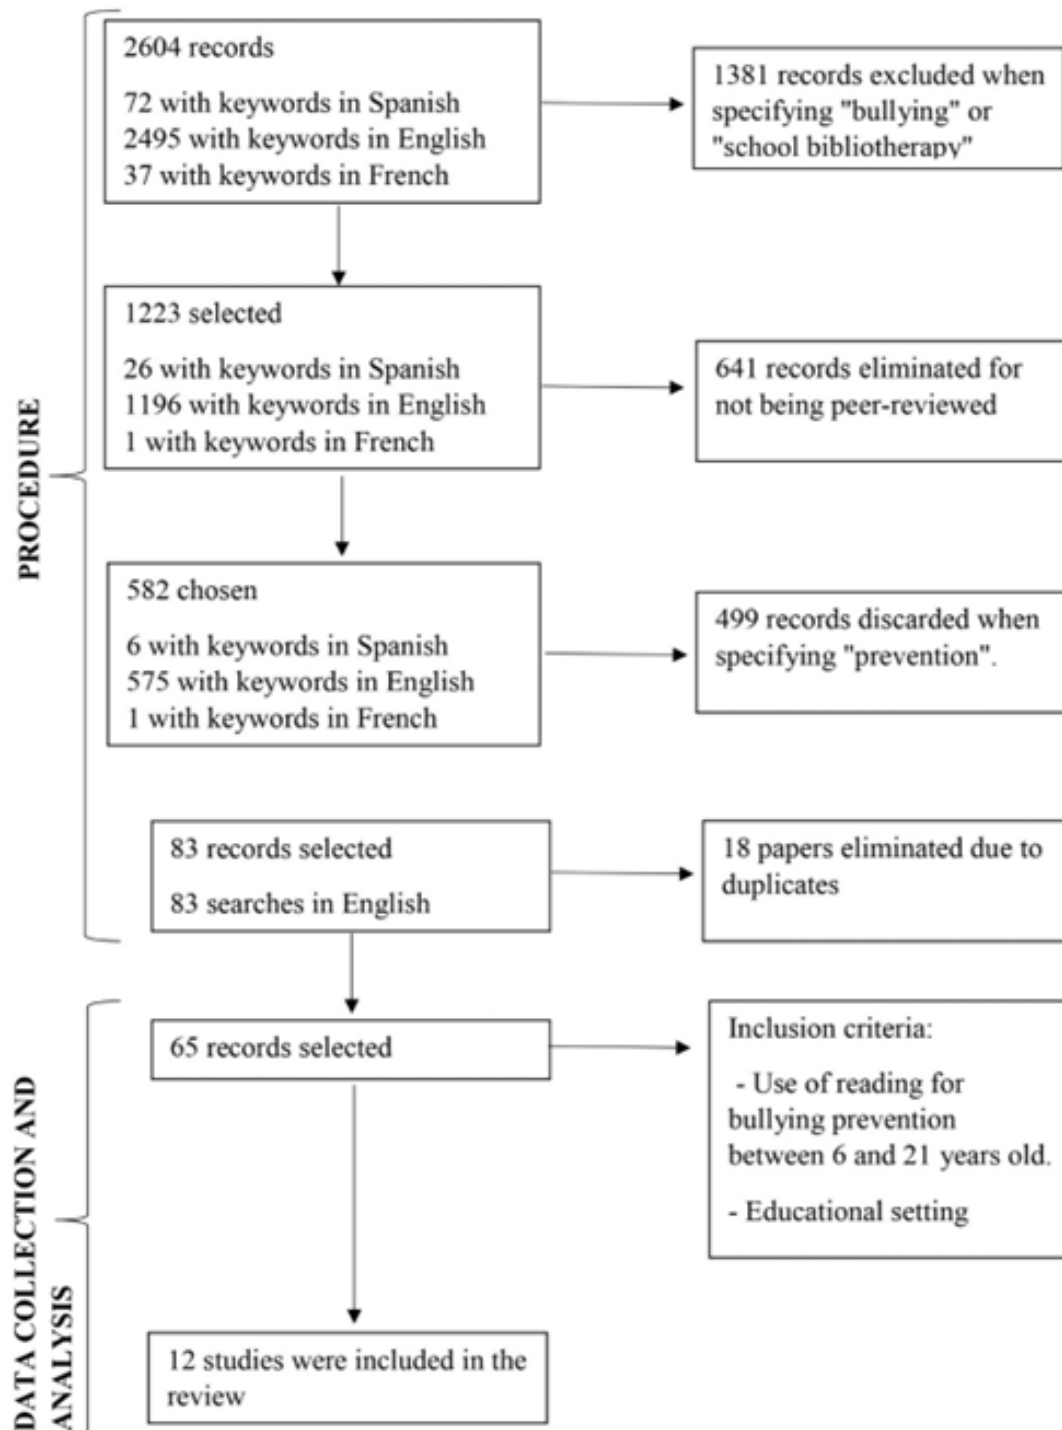 PROCEDURE
2604 records
72 with keywords in Spanish
2495 with keywords in English
37 with keywords in French
1381 records excluded when
specifying "bullying" or
"school bibliotherapy"
1223 selected
26 with keywords in Spanish
1196 with keywords in English
1 with keywords in French
641 records eliminated for
not being peer-reviewed
582 chosen
6 with keywords in Spanish
575 with keywords in English
1 with keywords in French
499 records discarded when
specifying "prevention".
83 records selected
83 searches in English
18 papers eliminated due to
duplicates
DATA COLLECTION AND
ANALYSIS
65 records selected
Inclusion criteria:
- Use of reading for
bullying prevention
between 6 and 21 years old.
- Educational setting
12 studies were included in the
review